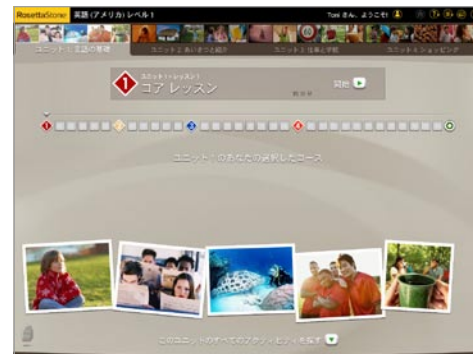 RosettaStone 英語 (アメリカ) レベル 1
Toni さん、ようこそ!
ユニット 1 言語の基礎
ユニット 2 あいさつと紹介
ユニット 3 仕事と学校
ユニット 4 ショッピング
1
ユニット 1・レッスン 1
コア レッスン
開始
1
2
3
4
ユニット 1 のあなたの選択したコース
このユニットのすべてのアクティビティを探す